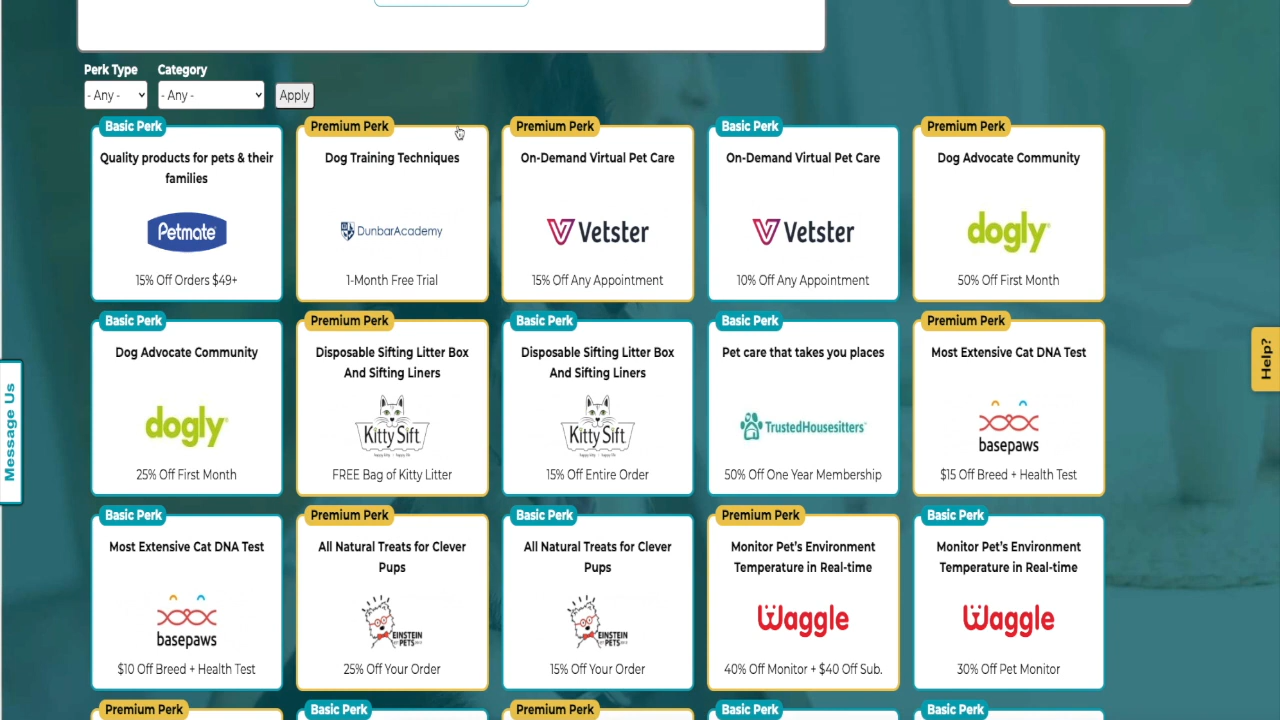 Perk Type
Category
- Any -
- Any -
Apply
Basic Perk
Premium Perk
Premium Perk
Basic Perk
Premium Perk
Quality products for pets & their
families
Petmate
15% Off Orders $49+
Dog Training Techniques
DunbarAcademy
1-Month Free Trial
On-Demand Virtual Pet Care
Vetster
15% Off Any Appointment
On-Demand Virtual Pet Care
Vetster
10% Off Any Appointment
Dog Advocate Community
dogly
50% Off First Month
Basic Perk
Premium Perk
Basic Perk
Basic Perk
Premium Perk
Dog Advocate Community
dogly
25% Off First Month
Disposable Sifting Litter Box
And Sifting Liners
Kitty Sift
FREE Bag of Kitty Litter
Disposable Sifting Litter Box
And Sifting Liners
Kitty Sift
15% Off Entire Order
Pet care that takes you places
TrustedHousesitters
50% Off One Year Membership
Most Extensive Cat DNA Test
basepaws
$15 Off Breed + Health Test
Basic Perk
Premium Perk
Basic Perk
Premium Perk
Basic Perk
Most Extensive Cat DNA Test
basepaws
$10 Off Breed + Health Test
All Natural Treats for Clever
Pups
EINSTEIN
PETS
25% Off Your Order
All Natural Treats for Clever
Pups
EINSTEIN
PETS
15% Off Your Order
Monitor Pet's Environment
Temperature in Real-time
Waggle
40% Off Monitor + $40 Off Sub.
Monitor Pet's Environment
Temperature in Real-time
Waggle
30% Off Pet Monitor
Premium Perk
Basic Perk
Premium Perk
Basic Perk
Basic Perk
Message Us
Help?